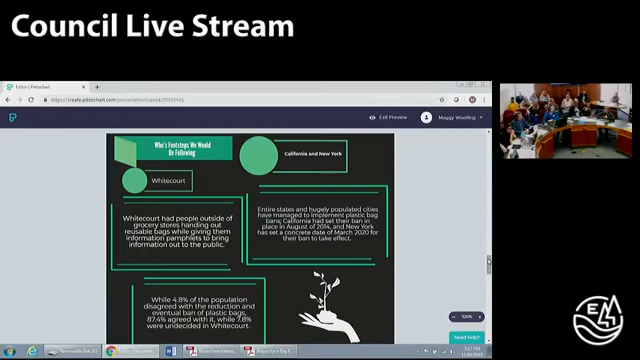 Council Live Stream
Editor | Piktochart
https://create.piktochart.com/presentation/saved/
Exit Preview
Maggy Woolfing
Who's Footsteps We Would
Be Following
California and New York
Whitecourt
Whitecourt had people outside of
grocery stores handing out
reusable bags while giving them
information pamphlets to bring
information out to the public.
Entire states and hugely populated cities
have managed to implement plastic bag
bans; California had set their ban in
place in August of 2014, and New York
has set a concrete date of March 2020 for
their ban to take effect.
While 4.8% of the population
disagreed with the reduction and
eventual ban of plastic bags,
87.4% agreed with it, while 7.8%
were undecided in Whitecourt.
100%
Need help?